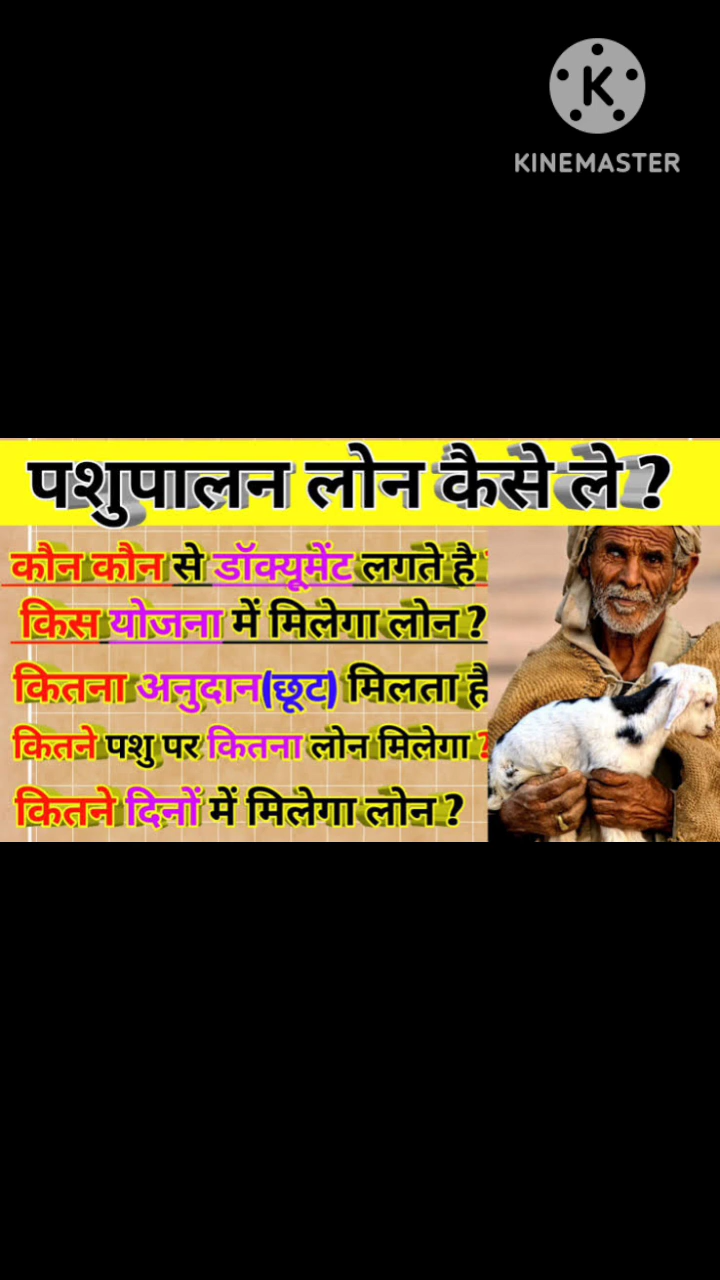 K
KINEMASTER
पशुपालन लोन कैसे ले ?
कौन कौन से डॉक्यूमेंट लगते है
किस योजना में मिलेगा लोन ?
कितना अनुदान(छूट) मिलता है
कितने पशु पर कितना लोन मिलेगा ?
कितने दिनों में मिलेगा लोन ?